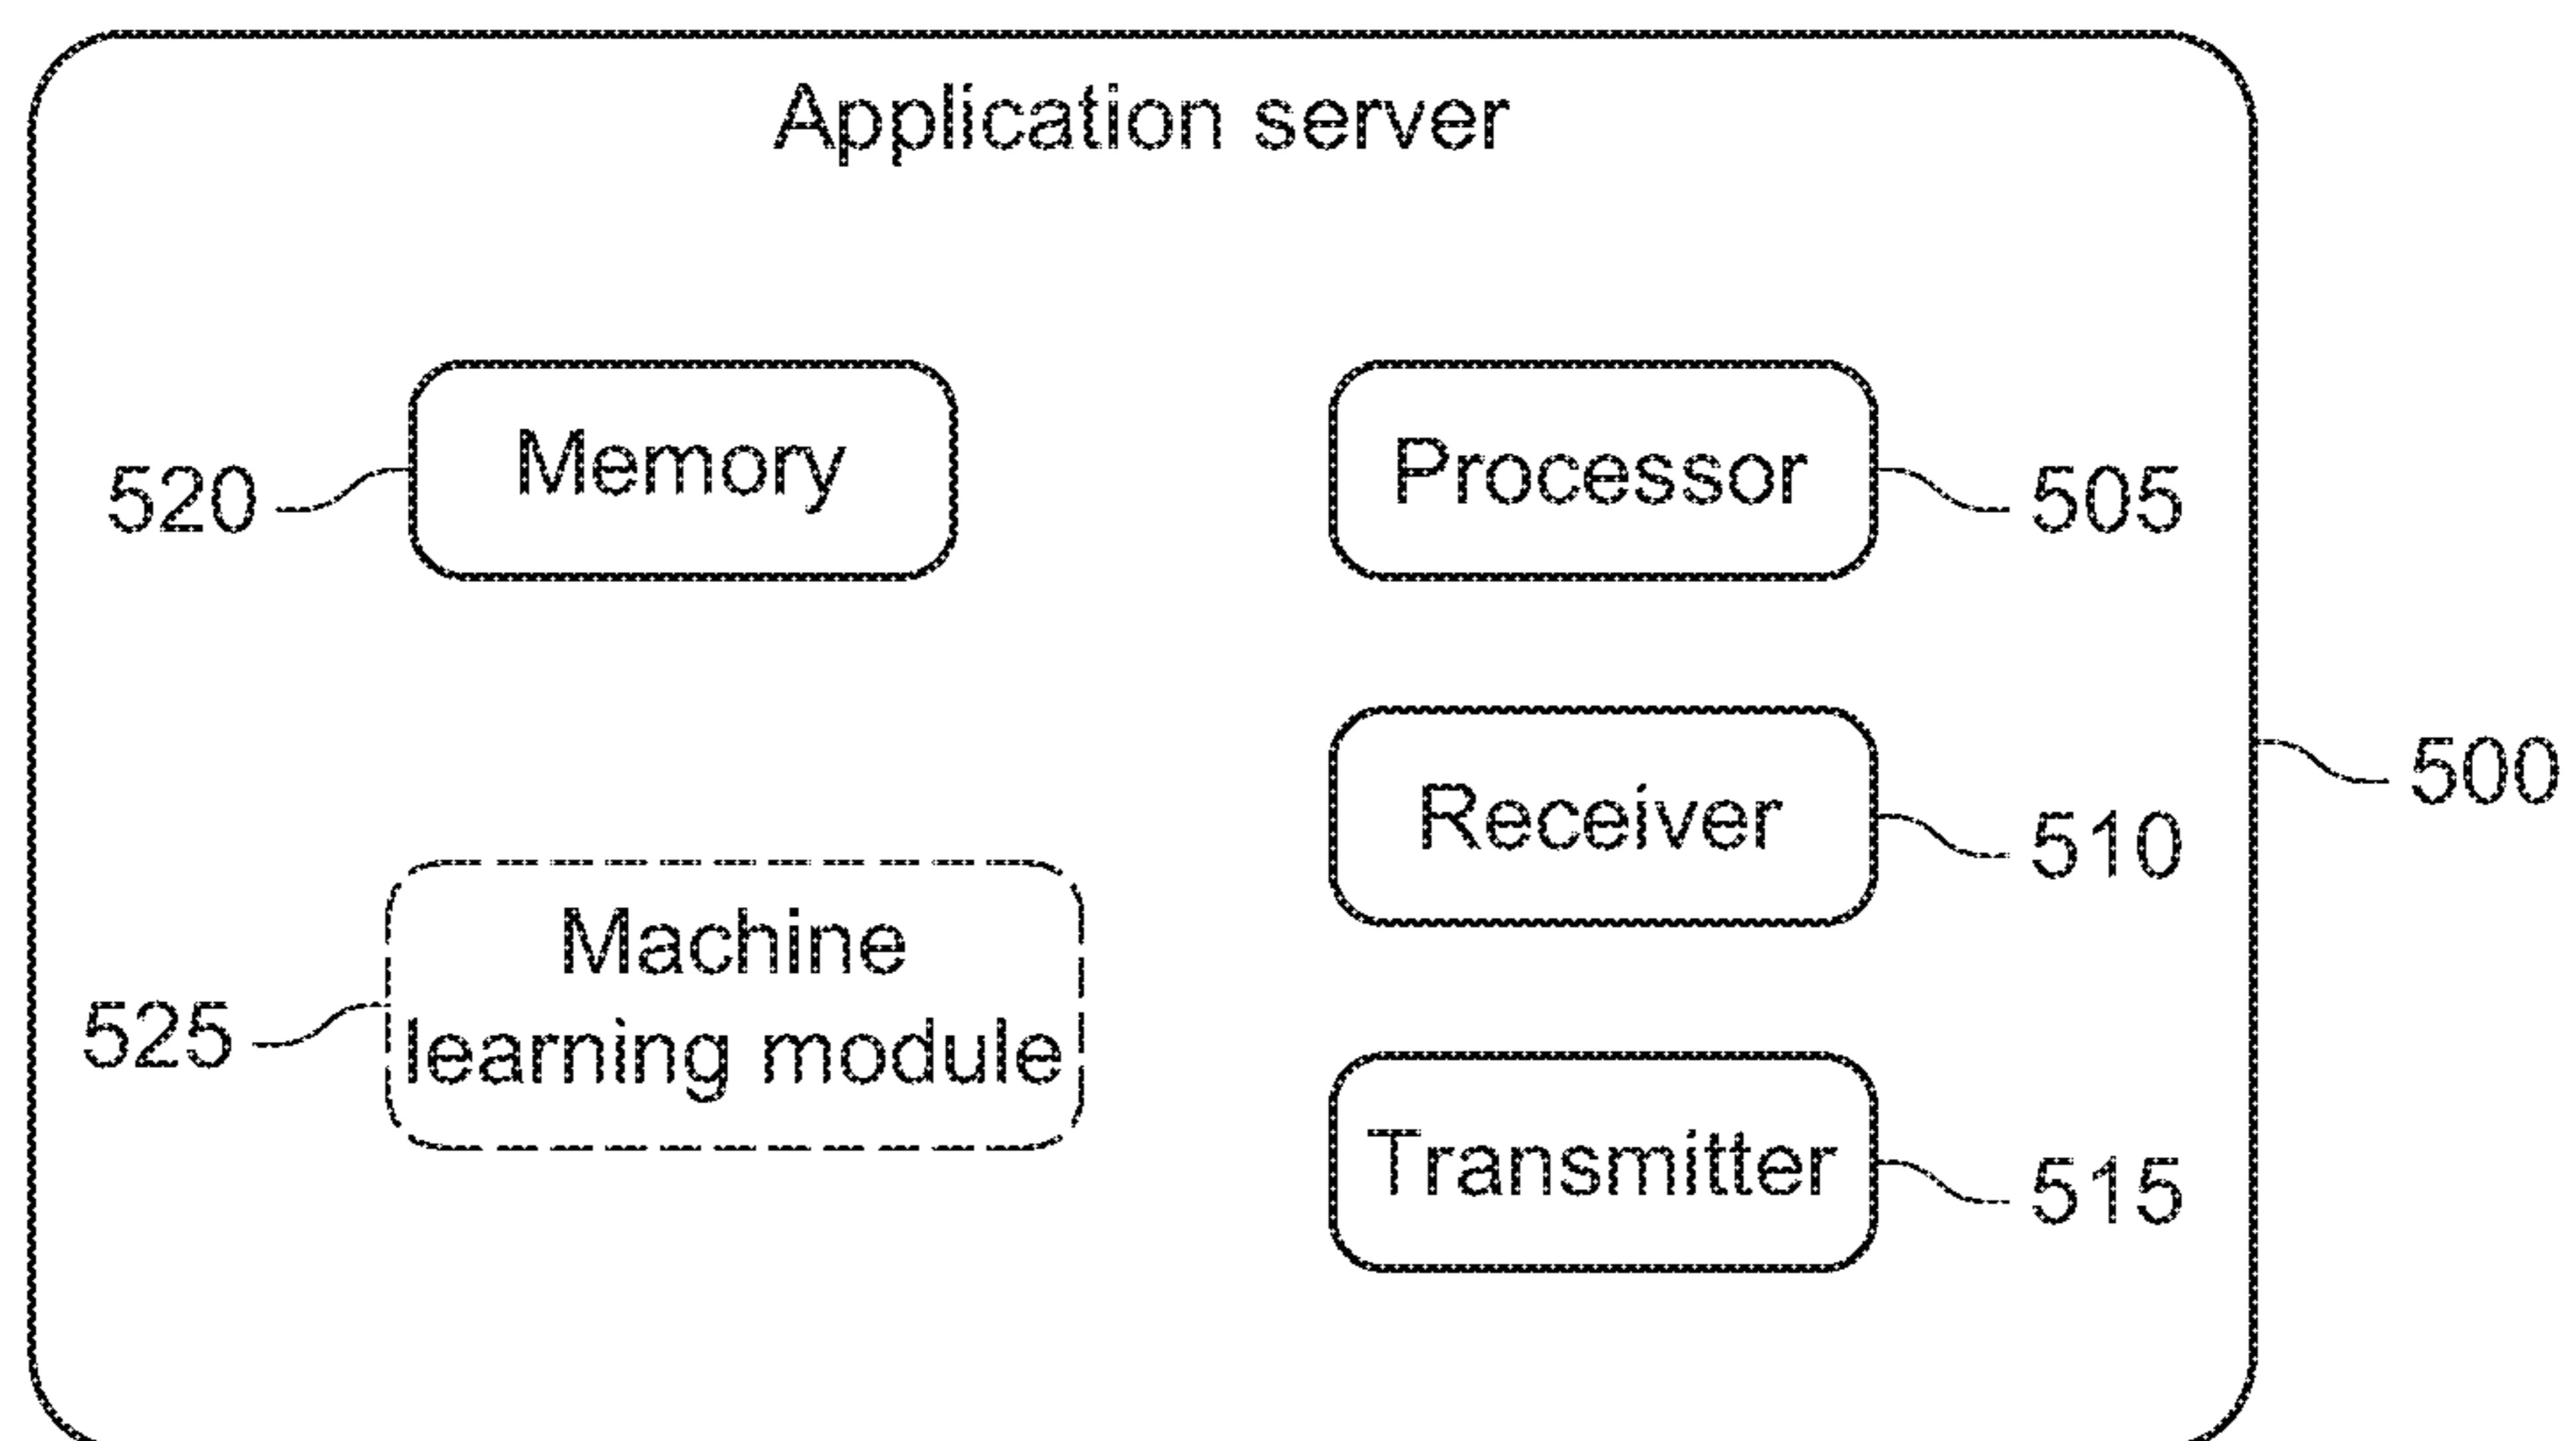 Application server
Memory
520
Processor
505
Receiver
510
500
Machine
learning module
525
Transmitter
515